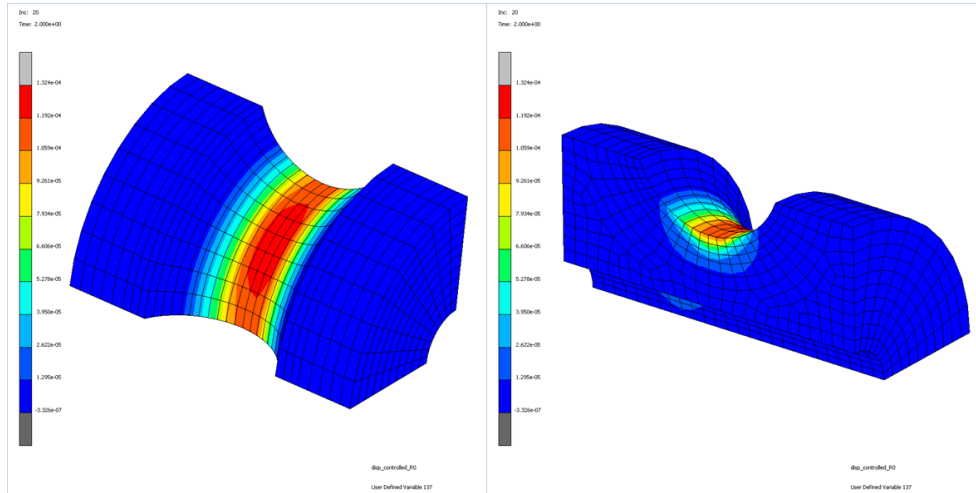 Inc: 20
Time: 2.000e+00
1.324e-04
1.192e-04
1.059e-04
9.261e-05
7.934e-05
6.606e-05
5.278e-05
3.950e-05
2.622e-05
1.295e-05
-3.326e-07
disp_controlled_R0
User Defined Variable 137
Inc: 20
Time: 2.000e+00
1.324e-04
1.192e-04
1.059e-04
9.261e-05
7.934e-05
6.606e-05
5.278e-05
3.950e-05
2.622e-05
1.295e-05
-3.326e-07
disp_controlled_R0
User Defined Variable 137